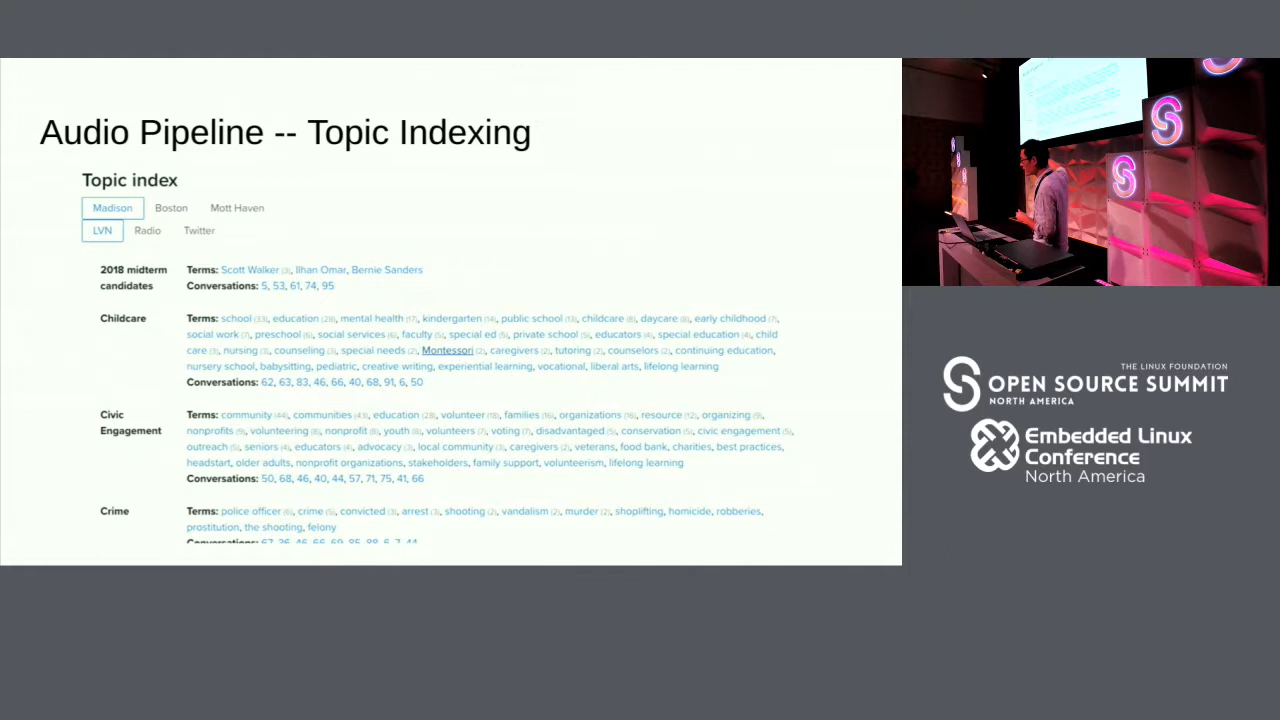 Audio Pipeline -- Topic Indexing
Topic index
Madison Boston Mott Haven
LVN Radio Twitter
2018 midterm candidates
Terms: Scott Walker (3), Ilhan Omar, Bernie Sanders
Conversations: 5, 53, 61, 74, 95
Childcare
Terms: school (33), education (28), mental health (17), kindergarten (14), public school (13), childcare (8), daycare (8), early childhood (7),
social work (7), preschool (6), social services (6), faculty (5), special ed (5), private school (5), educators (4), special education (4), child
care (3), nursing (3), counseling (3), special needs (2), Montessori (2), caregivers (2), tutoring (2), counselors (2), continuing education,
nursery school, babysitting, pediatric, creative writing, experiential learning, vocational, liberal arts, lifelong learning
Conversations: 62, 63, 83, 46, 66, 40, 68, 91, 6, 50
Civic Engagement
Terms: community (44), communities (43), education (28), volunteer (18), families (16), organizations (16), resource (12), organizing (9),
nonprofits (9), volunteering (8), nonprofit (8), youth (8), volunteers (7), voting (7), disadvantaged (5), conservation (5), civic engagement (5),
outreach (5), seniors (4), educators (4), advocacy (3), local community (3), caregivers (2), veterans, food bank, charities, best practices,
headstart, older adults, nonprofit organizations, stakeholders, family support, volunteerism, lifelong learning
Conversations: 50, 68, 46, 40, 44, 57, 71, 75, 41, 66
Crime
Terms: police officer (6), crime (5), convicted (3), arrest (3), shooting (2), vandalism (2), murder (2), shoplifting, homicide, robberies,
prostitution, the shooting, felony
Conversations: 67, 36, 46, 66, 69, 85, 88, 6, 7, 44
THE LINUX FOUNDATION
OPEN SOURCE SUMMIT
NORTH AMERICA
Embedded Linux
Conference
North America